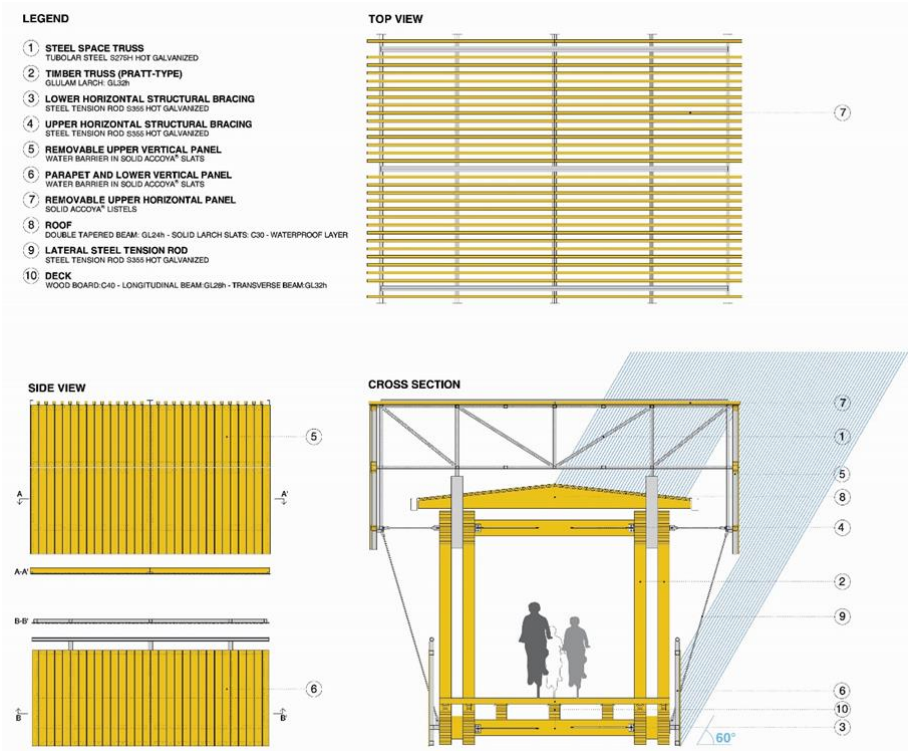 LEGEND
1 STEEL SPACE TRUSS
TUBOLAR STEEL S275H HOT GALVANIZED
2 TIMBER TRUSS (PRATT-TYPE)
GLULAM LARCH: GL32h
3 LOWER HORIZONTAL STRUCTURAL BRACING
STEEL TENSION ROD S355 HOT GALVANIZED
4 UPPER HORIZONTAL STRUCTURAL BRACING
STEEL TENSION ROD S355 HOT GALVANIZED
5 REMOVABLE UPPER VERTICAL PANEL
WATER BARRIER IN SOLID ACCOYA® SLATS
6 PARAPET AND LOWER VERTICAL PANEL
WATER BARRIER IN SOLID ACCOYA® SLATS
7 REMOVABLE UPPER HORIZONTAL PANEL
SOLID ACCOYA® LISTELS
8 ROOF
DOUBLE TAPERED BEAM: GL24h - SOLID LARCH SLATS: C30 - WATERPROOF LAYER
9 LATERAL STEEL TENSION ROD
STEEL TENSION ROD S355 HOT GALVANIZED
10 DECK
WOOD BOARD:C40 - LONGITUDINAL BEAM:GL28h - TRANSVERSE BEAM:GL32h
TOP VIEW
7
SIDE VIEW
5
A A'
A-A'
B-B'
6
B B'
CROSS SECTION
7
1
5
8
4
2
9
6
10
3
60°